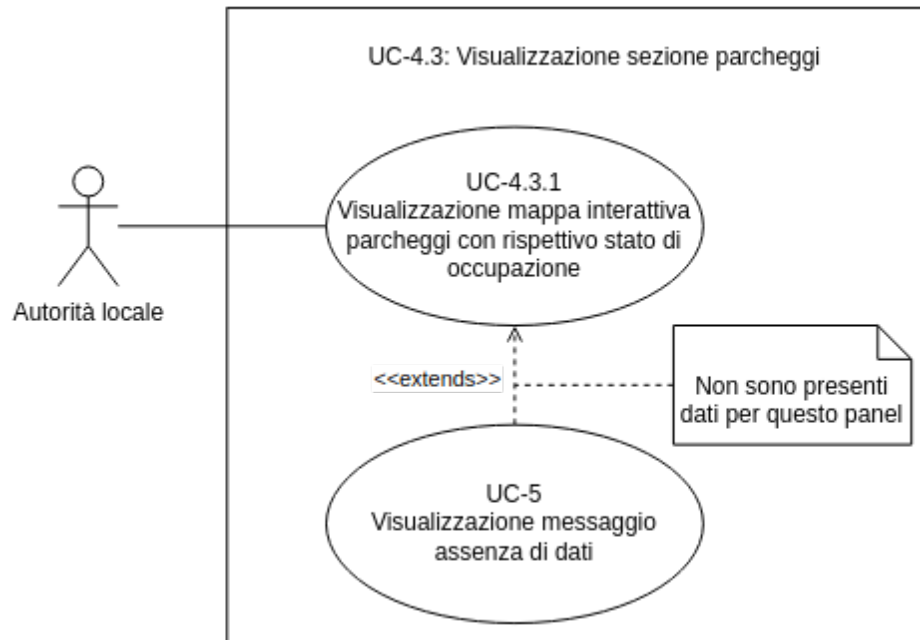 UC-4.3: Visualizzazione sezione parcheggi
UC-4.3.1
Visualizzazione mappa interattiva
parcheggi con rispettivo stato di
occupazione
Autorità locale
<<extends>>
Non sono presenti
dati per questo panel
UC-5
Visualizzazione messaggio
assenza di dati